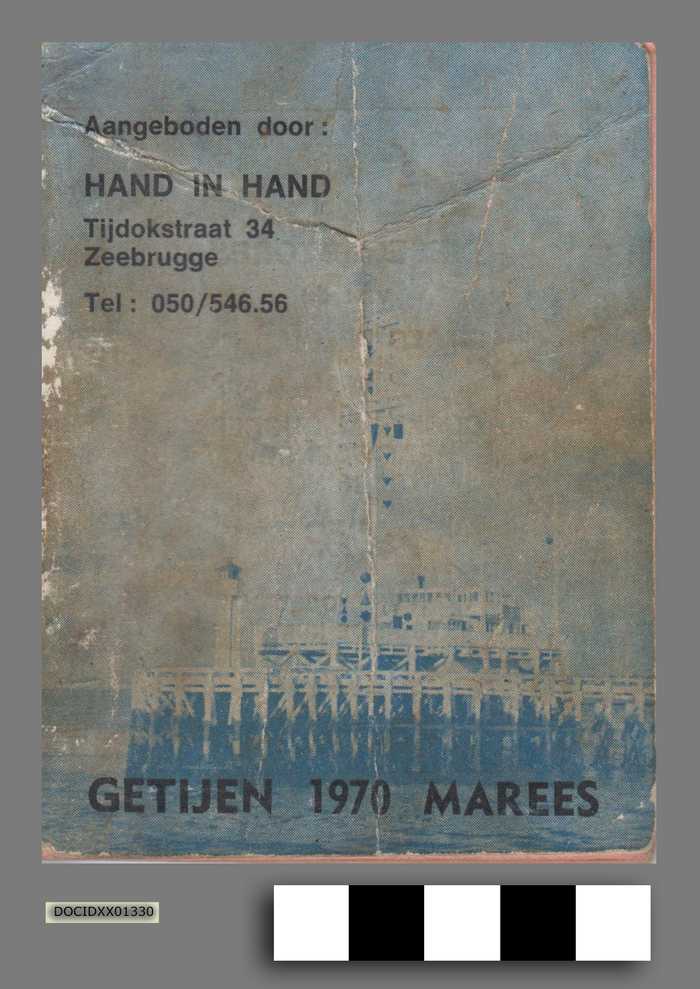 Aangeboden door :
HAND IN HAND
Tijdokstraat 34
Zeebrugge
Tel : 050/546.56
GETIJEN 1970 MAREES
DOCIDXX01330